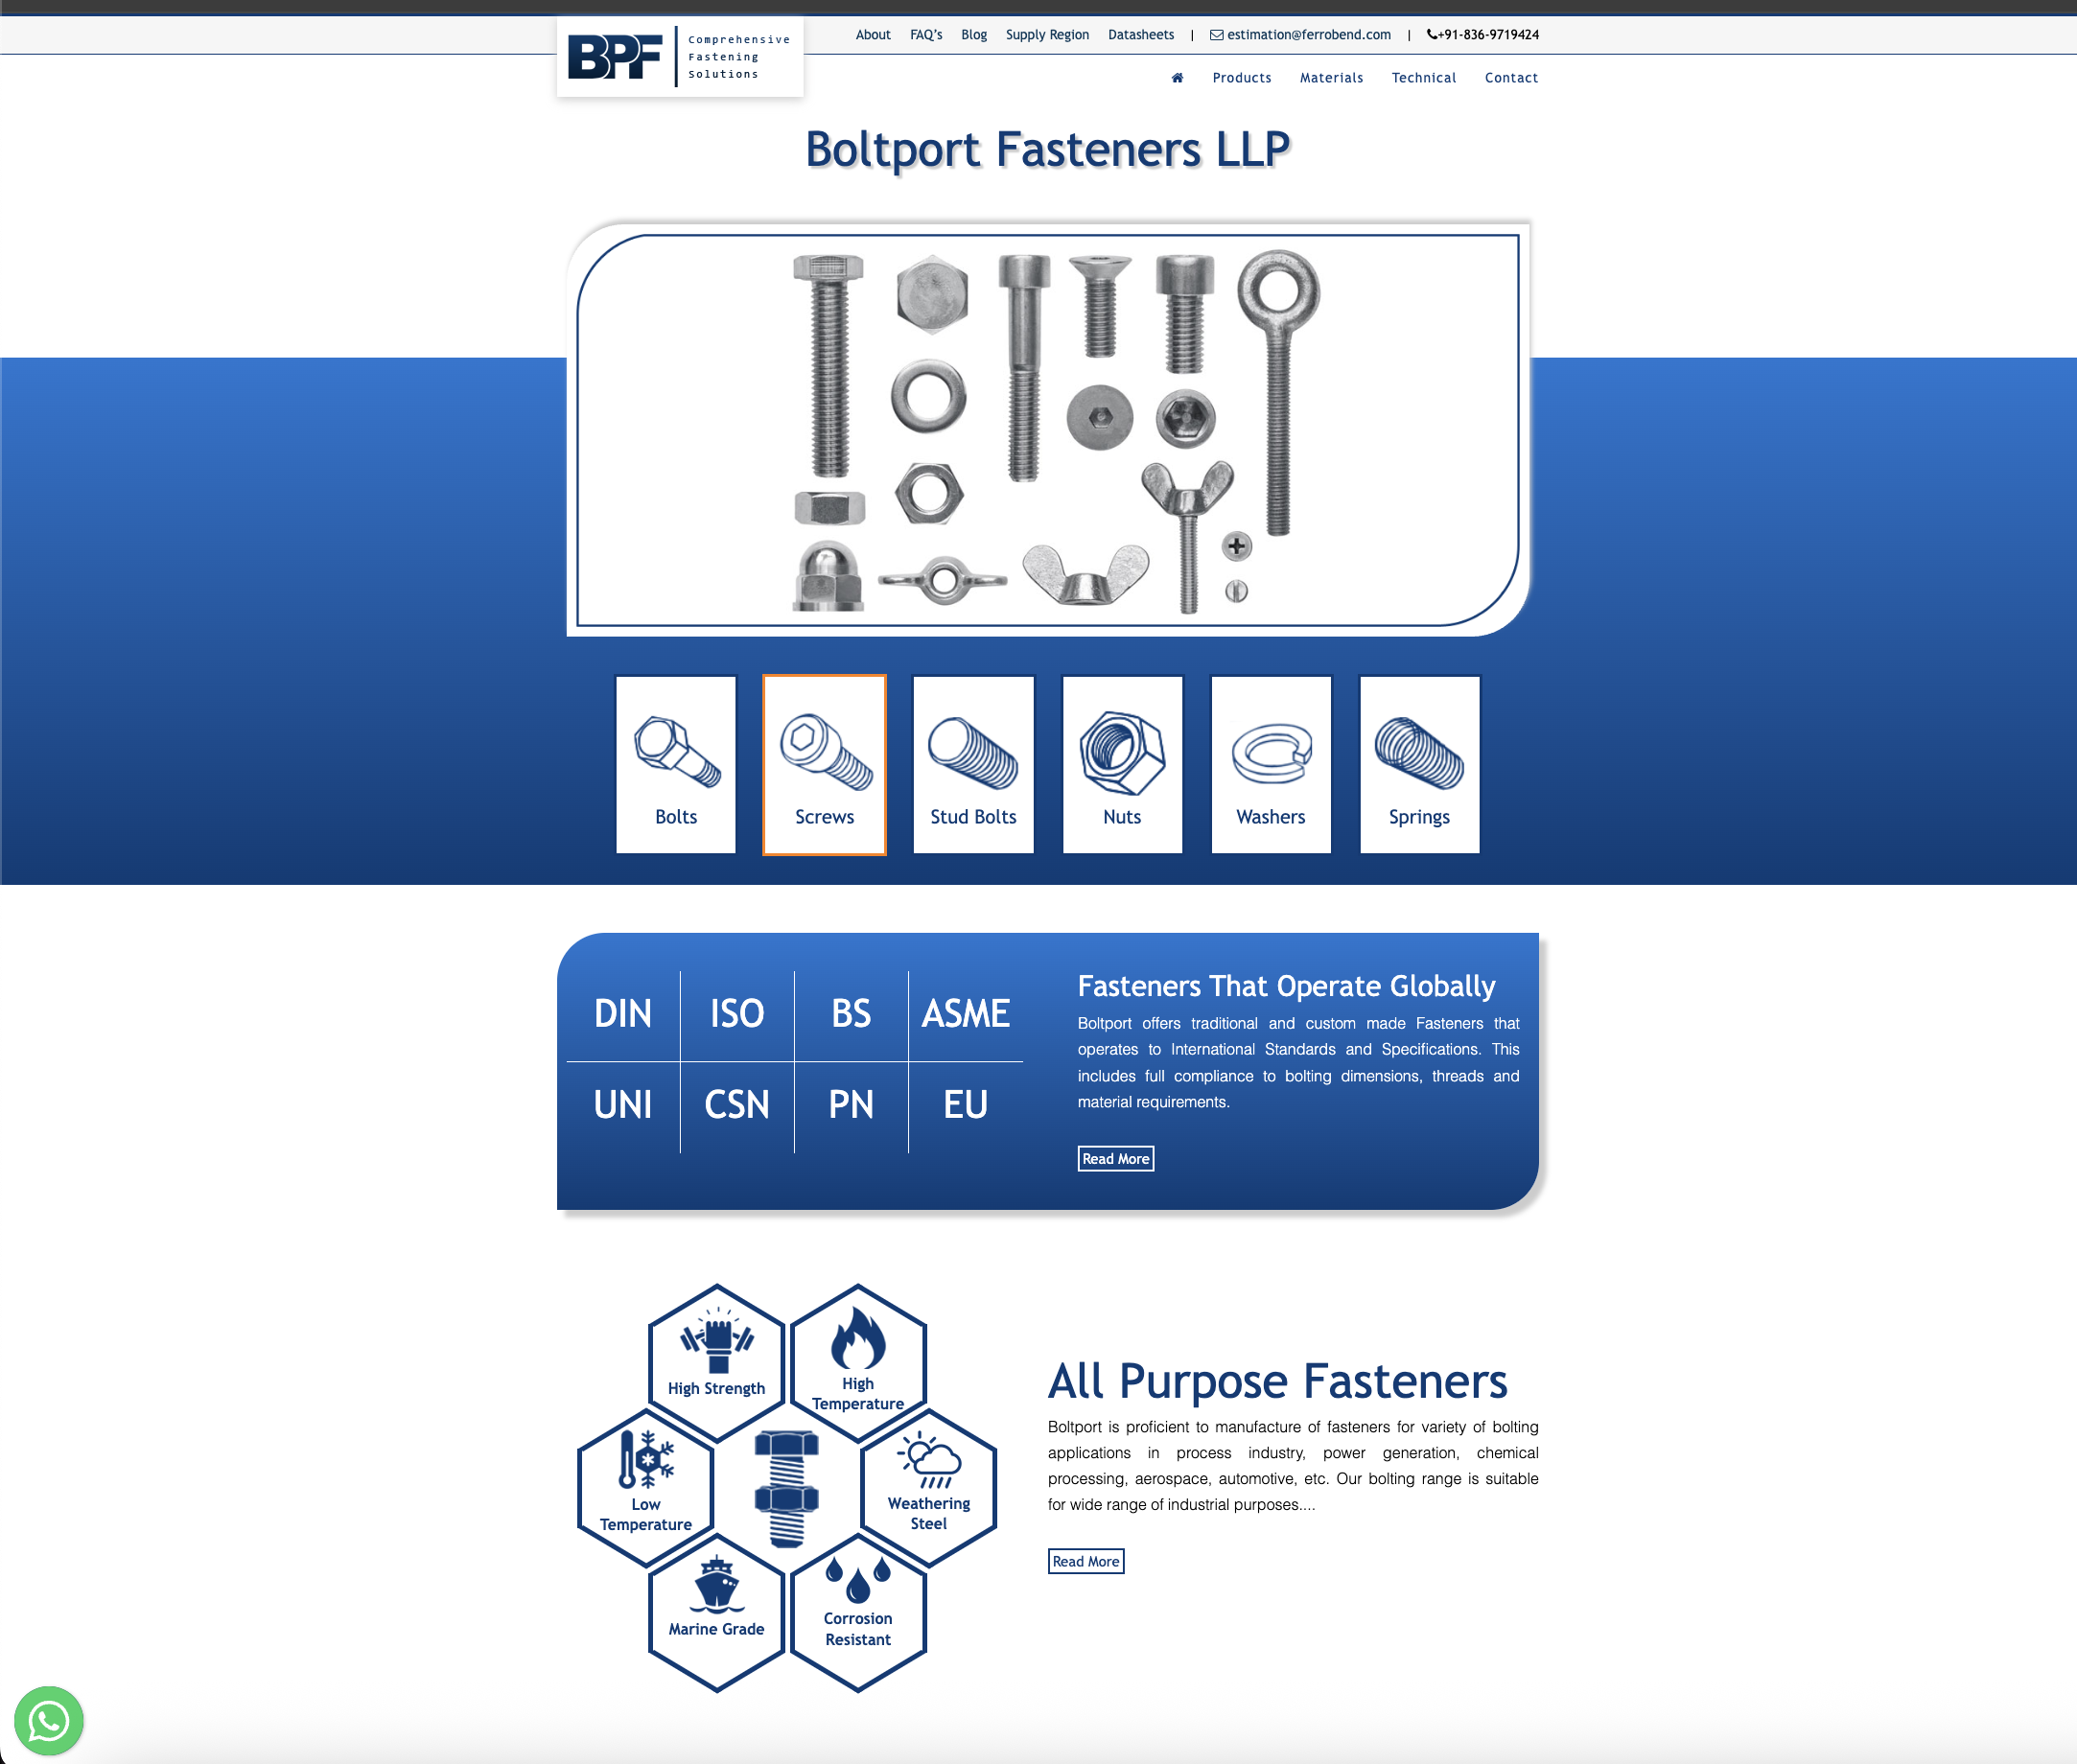 BPF
Comprehensive
Fastening
Solutions
About FAQ's Blog Supply Region Datasheets | estimation@ferrobend.com | +91-836-9719424
Products Materials Technical Contact
Boltport Fasteners LLP
Bolts Screws Stud Bolts Nuts Washers Springs
DIN ISO BS ASME
UNI CSN PN EU
Fasteners That Operate Globally
Boltport offers traditional and custom made Fasteners that
operates to International Standards and Specifications. This
includes full compliance to bolting dimensions, threads and
material requirements.
Read More
High Strength
High
Temperature
Low
Temperature
Weathering
Steel
Marine Grade
Corrosion
Resistant
All Purpose Fasteners
Boltport is proficient to manufacture of fasteners for variety of bolting
applications in process industry, power generation, chemical
processing, aerospace, automotive, etc. Our bolting range is suitable
for wide range of industrial purposes....
Read More